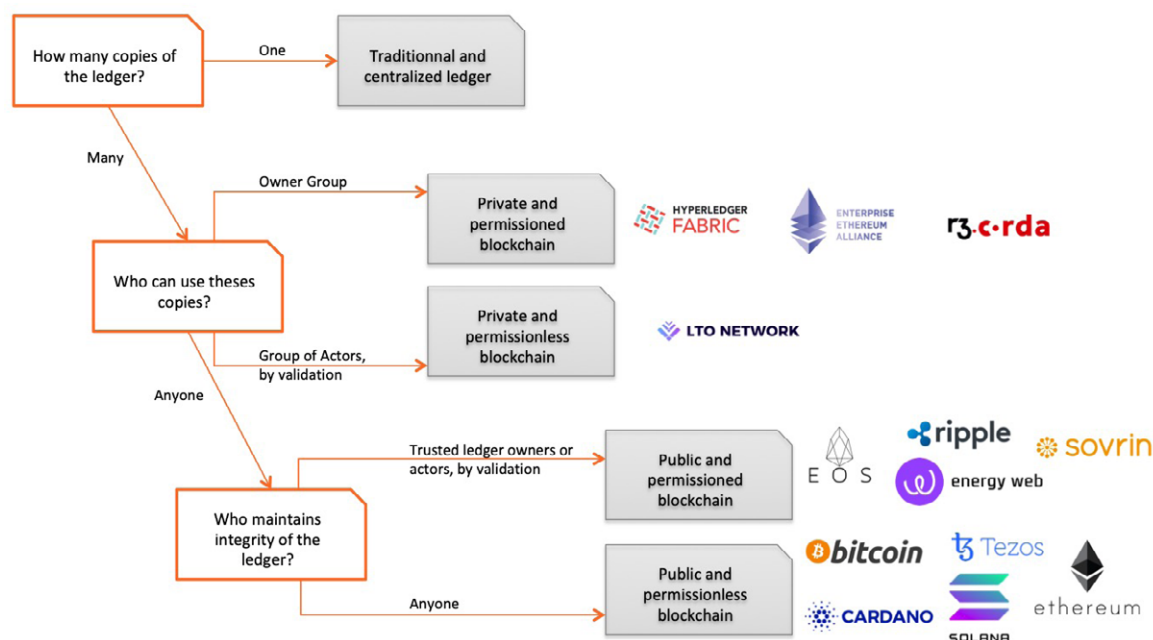 How many copies of
the ledger?
One
Traditionnal and
centralized ledger
Many
Owner Group
Private and
permissioned
blockchain
HYPERLEDGER
FABRIC
ENTERPRISE
ETHEREUM
ALLIANCE
r3.c•rda
Who can use theses
copies?
Private and
permissionless
blockchain
LTO NETWORK
Group of Actors,
by validation
Anyone
Trusted ledger owners or
actors, by validation
Public and
permissioned
blockchain
EOS
ripple
sovrin
energy web
Who maintains
integrity of the
ledger?
Anyone
Public and
permissionless
blockchain
bitcoin
Tezos
ethereum
CARDANO
SOLANA